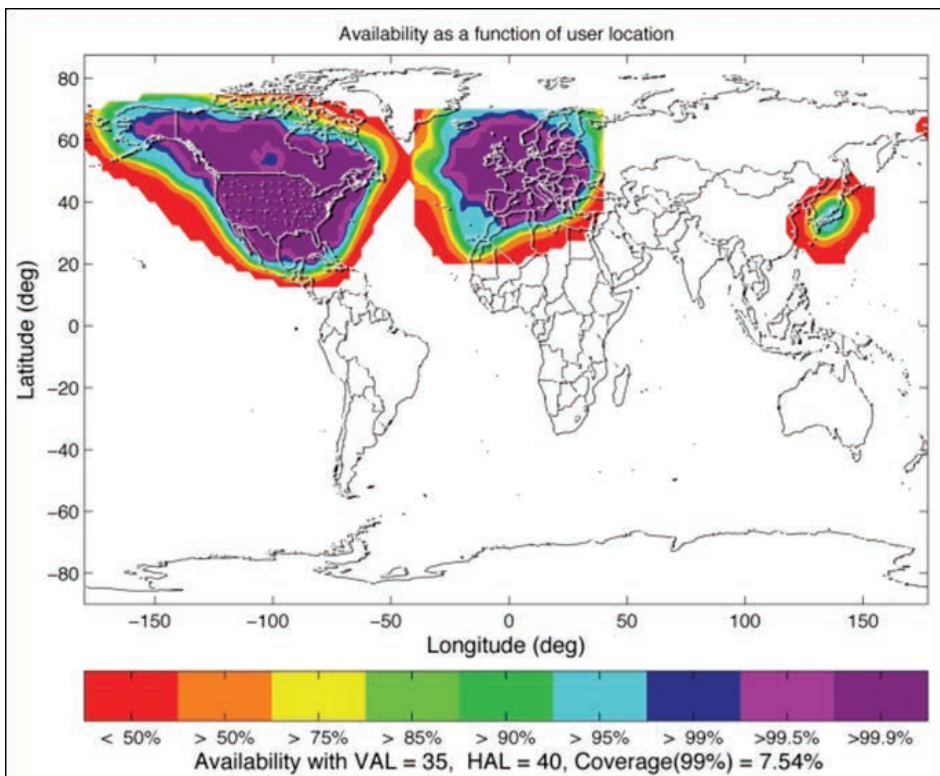 Availability as a function of user location
80
60
40
20
0
−20
−40
−60
−80
Latitude (deg)
−150 −100 −50 0 50 100 150
Longitude (deg)
< 50% > 50% > 75% > 85% > 90% > 95% > 99% >99.5% >99.9%
Availability with VAL = 35, HAL = 40, Coverage(99%) = 7.54%